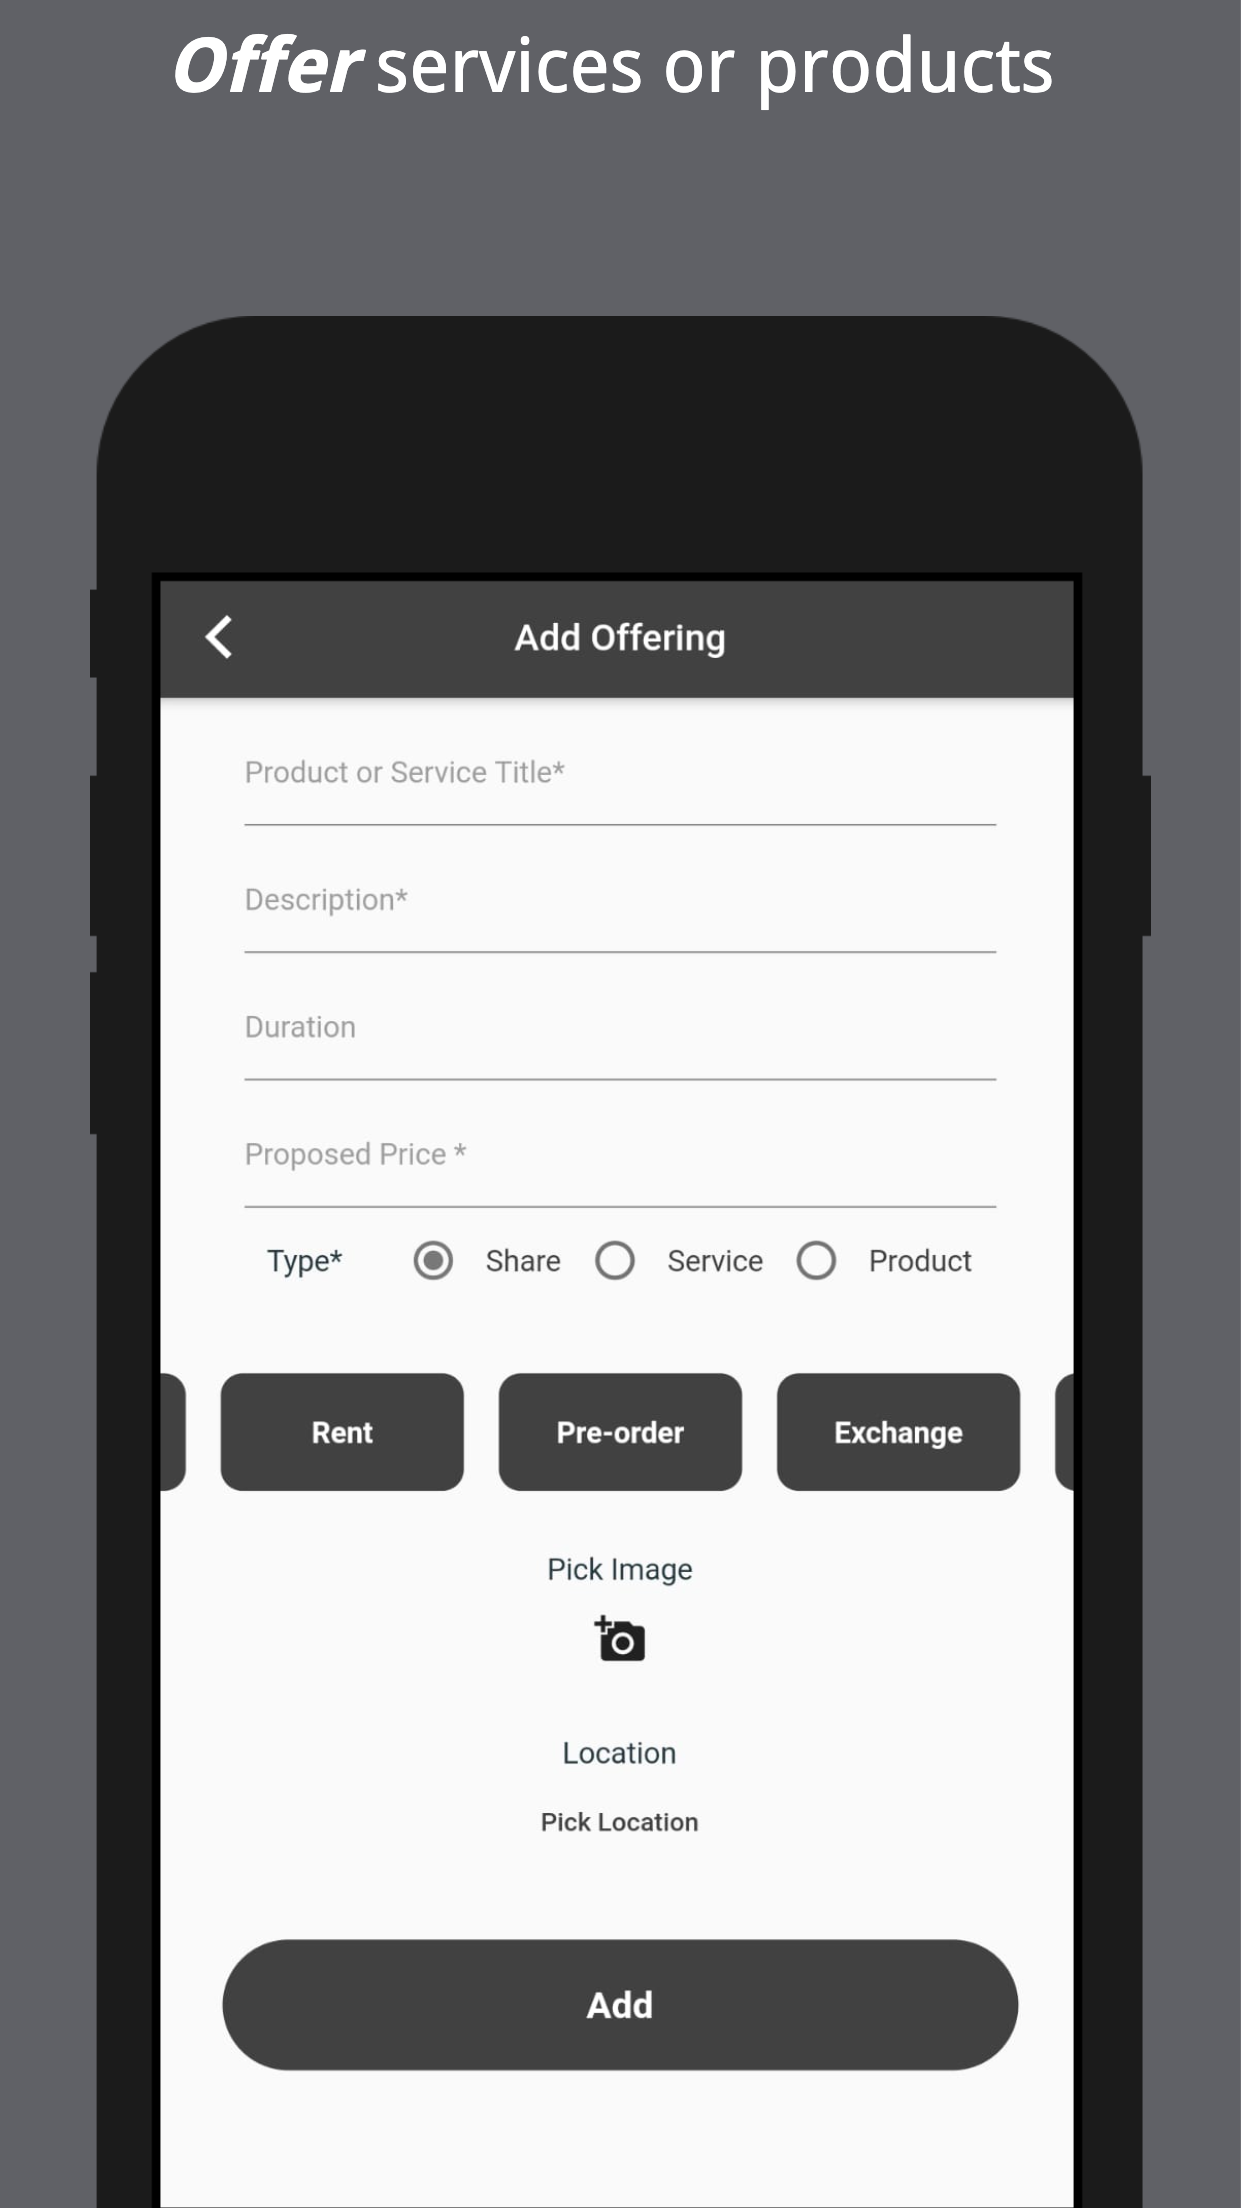 Offer services or products
Add Offering
Product or Service Title*
Description*
Duration
Proposed Price *
Type* Share Service Product
Rent Pre-order Exchange
Pick Image
Location
Pick Location
Add